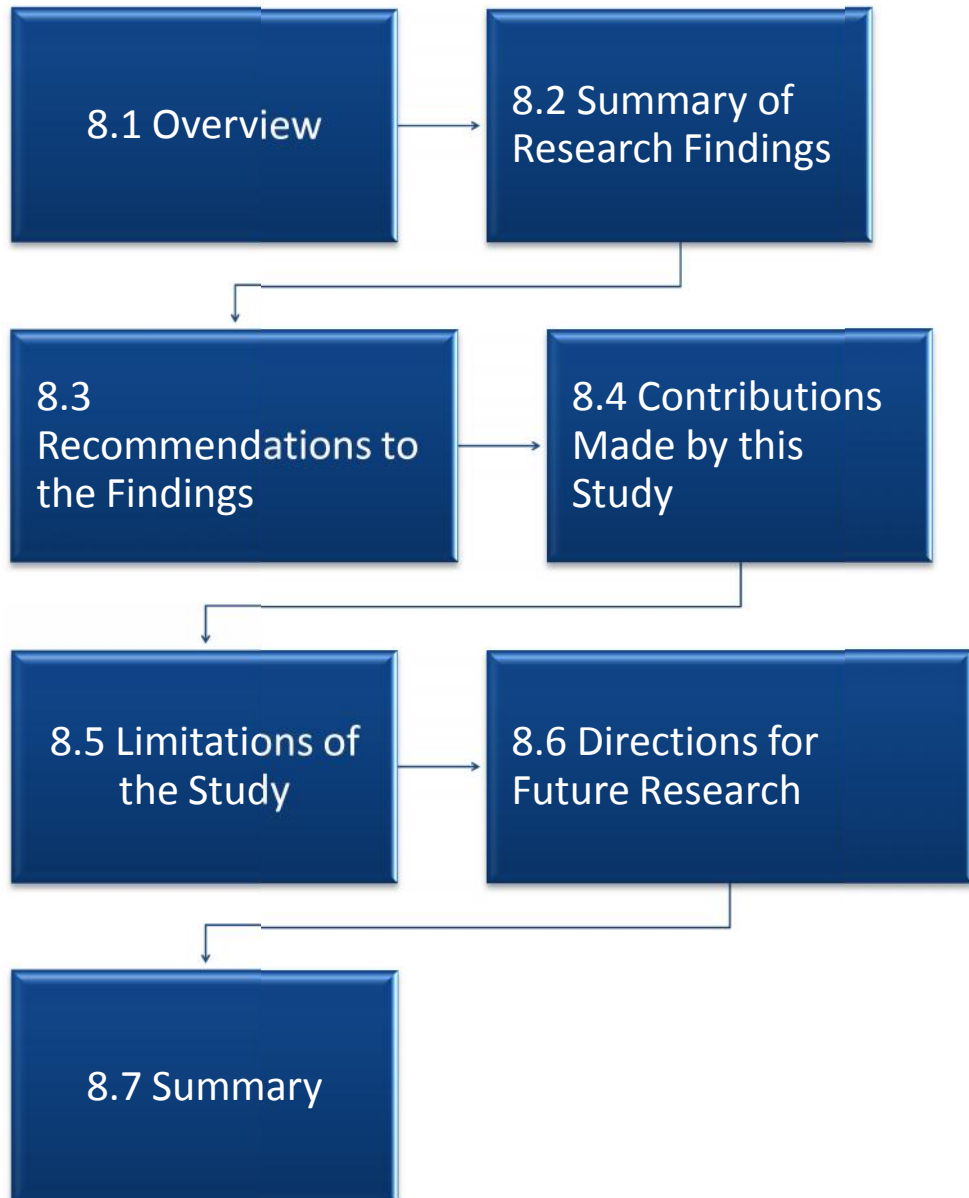 8.1 Overview
8.2 Summary of
Research Findings
8.3
Recommendations to
the Findings
8.4 Contributions
Made by this
Study
8.5 Limitations of
the Study
8.6 Directions for
Future Research
8.7 Summary